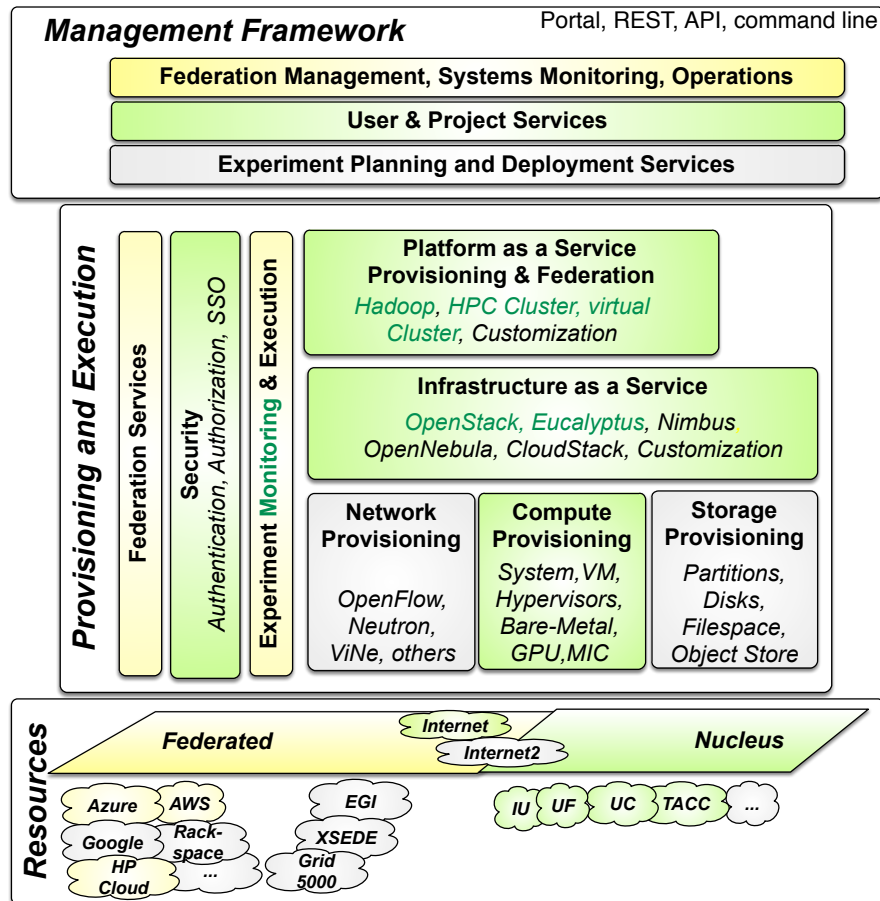 Management Framework
Portal, REST, API, command line
Federation Management, Systems Monitoring, Operations
User & Project Services
Experiment Planning and Deployment Services
Provisioning and Execution
Federation Services
Security
Authentication, Authorization, SSO
Experiment Monitoring & Execution
Platform as a Service
Provisioning & Federation
Hadoop, HPC Cluster, virtual
Cluster, Customization
Infrastructure as a Service
OpenStack, Eucalyptus, Nimbus,
OpenNebula, CloudStack, Customization
Network
Provisioning
OpenFlow,
Neutron,
ViNe, others
Compute
Provisioning
System,VM,
Hypervisors,
Bare-Metal,
GPU,MIC
Storage
Provisioning
Partitions,
Disks,
Filespace,
Object Store
Resources
Federated
Internet
Internet2
Nucleus
Azure
AWS
Google
Rack-
space
HP
Cloud
...
EGI
XSEDE
Grid
5000
IU
UF
UC
TACC
...